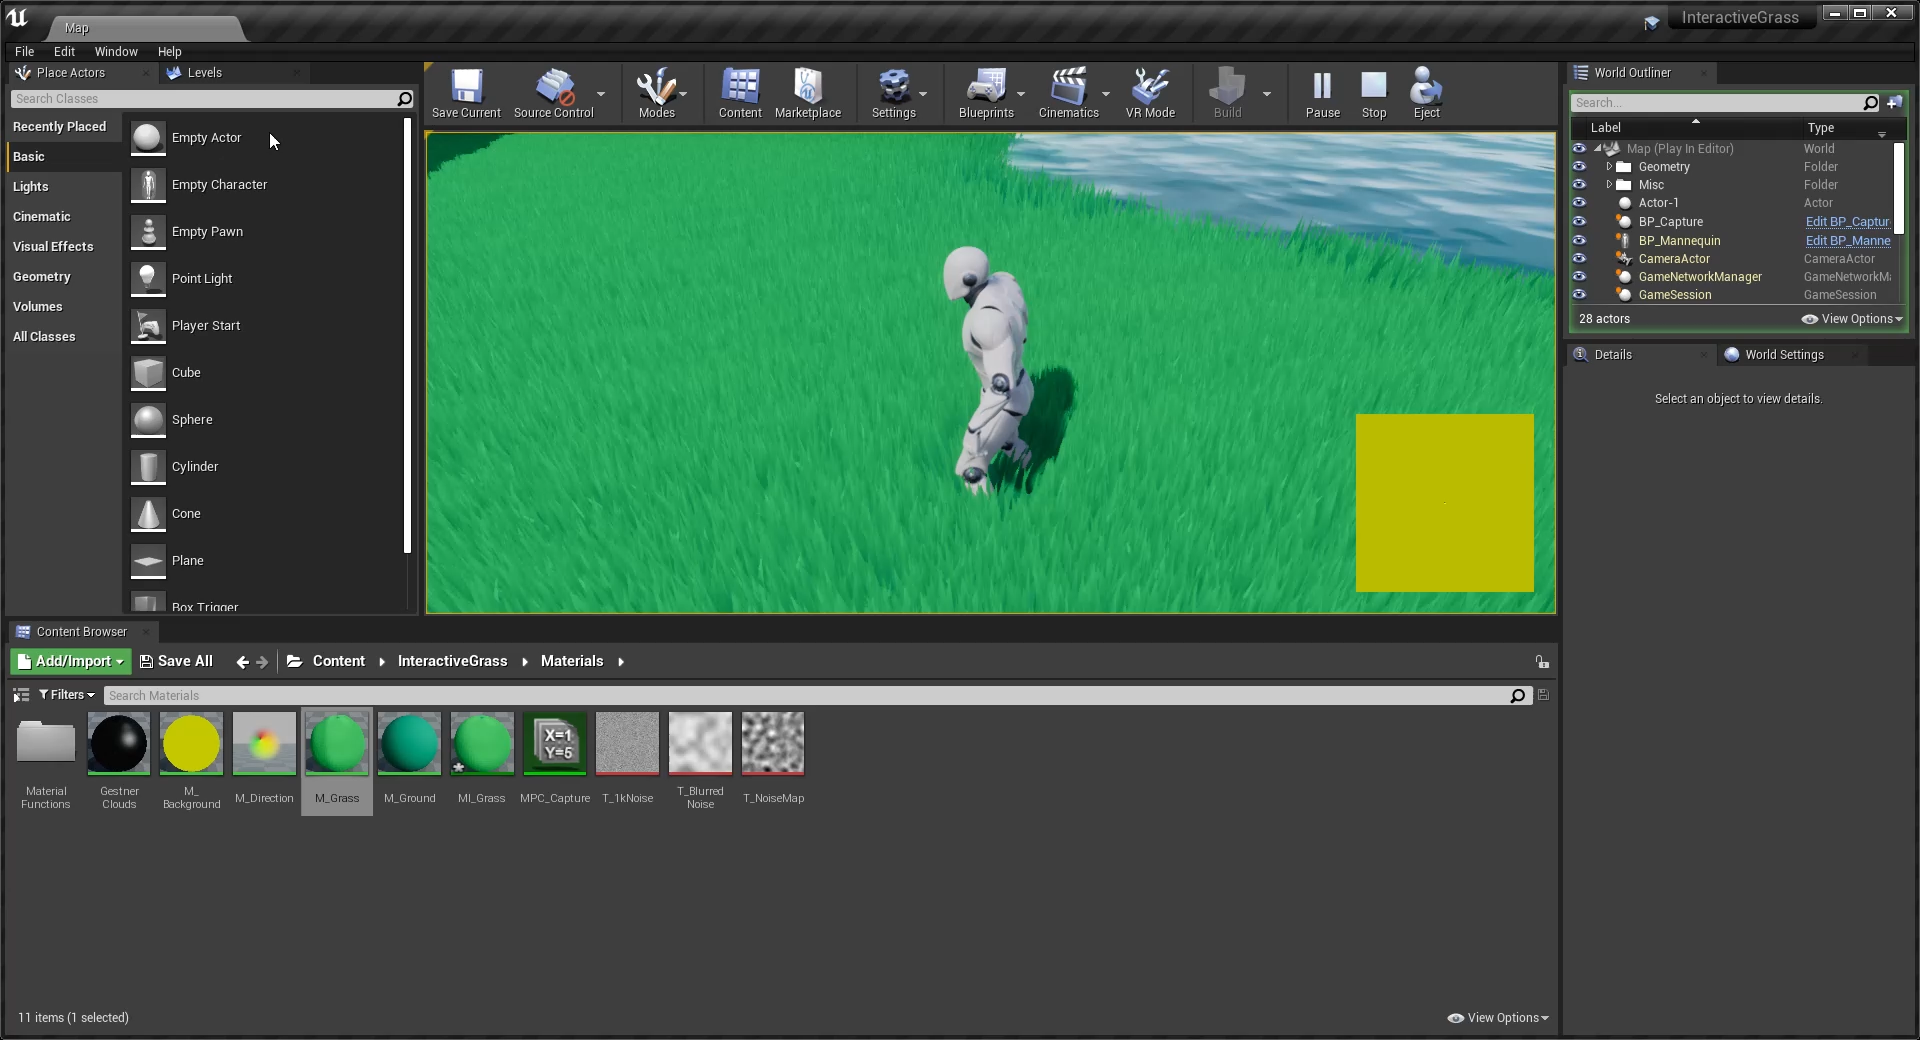 Map
InteractiveGrass
File Edit Window Help
Place Actors
Levels
Search Classes
Recently Placed
Basic
Lights
Cinematic
Visual Effects
Geometry
Volumes
All Classes
Empty Actor
Empty Character
Empty Pawn
Point Light
Player Start
Cube
Sphere
Cylinder
Cone
Plane
Box Trigger
Save Current
Source Control
Modes
Content
Marketplace
Settings
Blueprints
Cinematics
VR Mode
Build
Pause
Stop
Eject
World Outliner
Search...
Label Type
Map (Play In Editor) World
Geometry Folder
Misc Folder
Actor-1 Actor
BP_Capture Edit BP_Captur
BP_Mannequin Edit BP_Manne
CameraActor CameraActor
GameNetworkManager GameNetworkMa
GameSession GameSession
28 actors
View Options
Details
World Settings
Select an object to view details.
Content Browser
Add/Import
Save All
Content
InteractiveGrass
Materials
Filters
Search Materials
X=1
Y=5
Material
Functions
Gestner
Clouds
M_
Background
M_Direction
M_Grass
M_Ground
MI_Grass
MPC_Capture
T_1kNoise
T_Blurred
Noise
T_NoiseMap
11 items (1 selected)
View Options